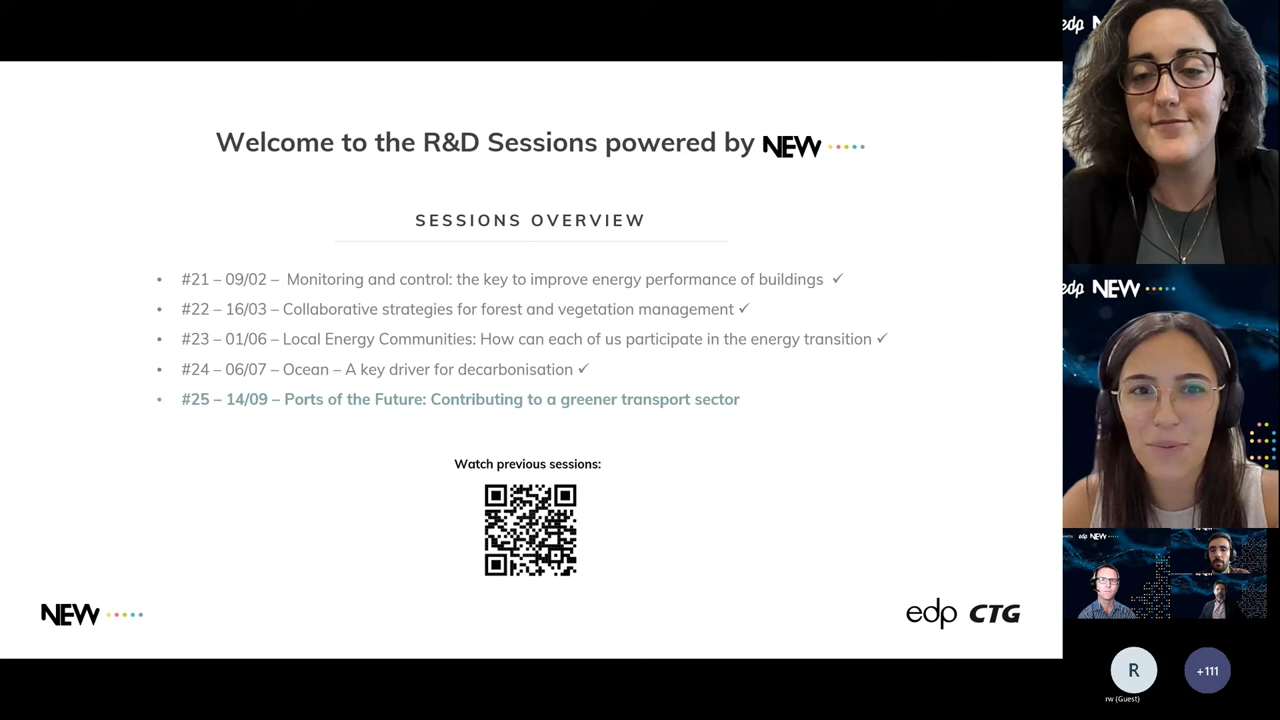 Welcome to the R&D Sessions powered by NEW
SESSIONS OVERVIEW
• #21 – 09/02 – Monitoring and control: the key to improve energy performance of buildings ✓
• #22 – 16/03 – Collaborative strategies for forest and vegetation management ✓
• #23 – 01/06 – Local Energy Communities: How can each of us participate in the energy transition ✓
• #24 – 06/07 – Ocean – A key driver for decarbonisation ✓
• #25 – 14/09 – Ports of the Future: Contributing to a greener transport sector
Watch previous sessions:
NEW
edp CTG
edp N
edp NEW
edp NEW
R
+111
rw (Guest)